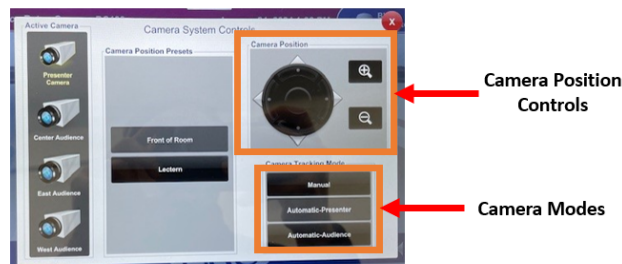 Active Camera
Camera System Controls
X
Presenter
Camera
Center Audience
East Audience
West Audience
Camera Position Presets
Front of Room
Lectern
Camera Position
Camera Tracking Mode
Manual
Automatic-Presenter
Automatic-Audience
Camera Position
Controls
Camera Modes